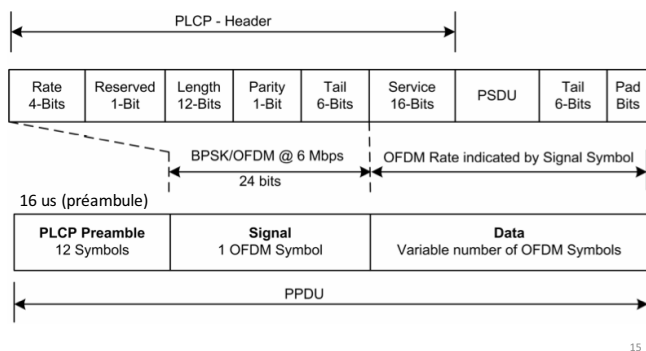 PLCP - Header
Rate
4-Bits
Reserved
1-Bit
Length
12-Bits
Parity
1-Bit
Tail
6-Bits
Service
16-Bits
PSDU
Tail
6-Bits
Pad
Bits
BPSK/OFDM @ 6 Mbps
24 bits
OFDM Rate indicated by Signal Symbol
16 us (préambule)
PLCP Preamble
12 Symbols
Signal
1 OFDM Symbol
Data
Variable number of OFDM Symbols
PPDU
15